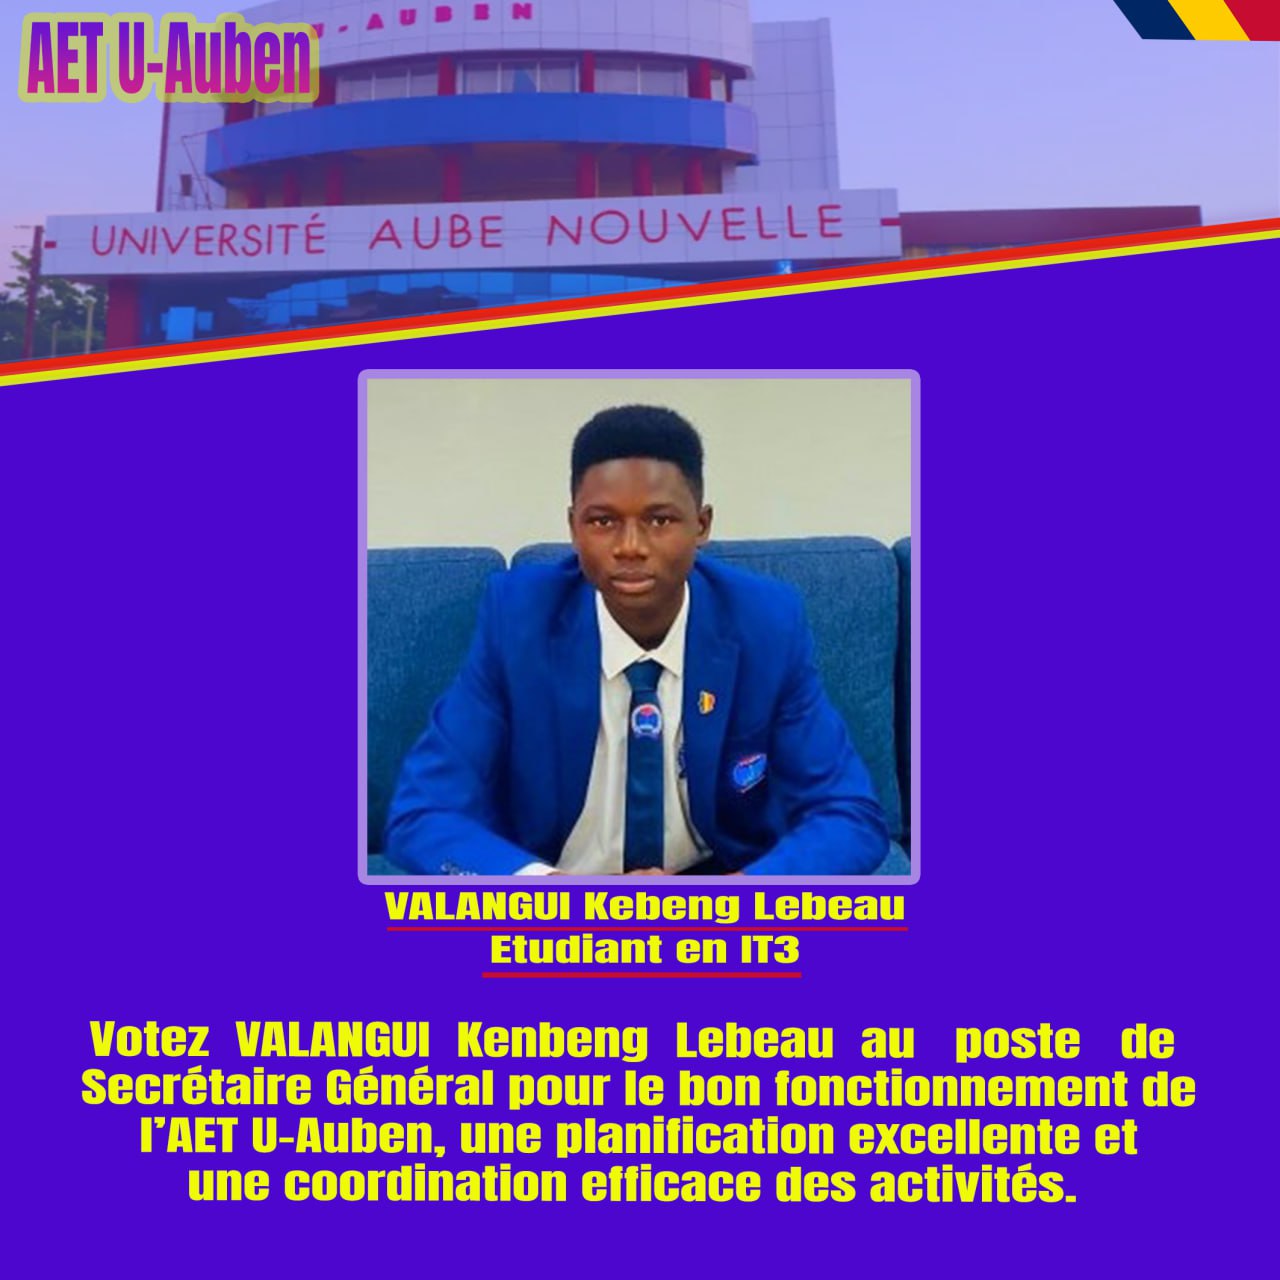 AET U-Auben
U-AUBEN
UNIVERSITÉ AUBE NOUVELLE
VALANGUI Kebeng Lebeau
Etudiant en IT3
Votez VALANGUI Kenbeng Lebeau au poste de
Secrétaire Général pour le bon fonctionnement de
l’AET U-Auben, une planification excellente et
une coordination efficace des activités.